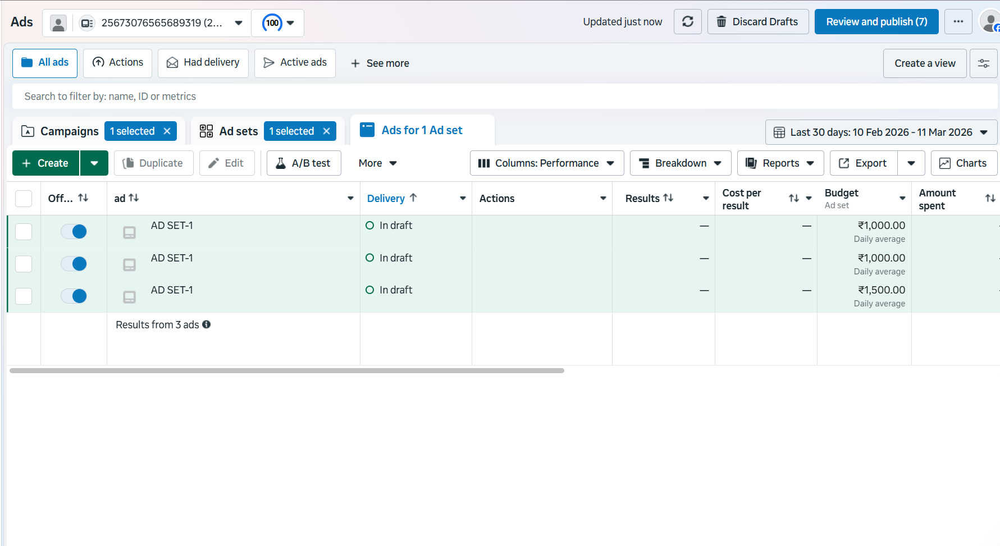 Ads
25673076565689319 (2...
100
Updated just now
Discard Drafts
Review and publish (7)
All ads
Actions
Had delivery
Active ads
See more
Create a view
Search to filter by: name, ID or metrics
Campaigns
1 selected
Ad sets
1 selected
Ads for 1 Ad set
Last 30 days: 10 Feb 2026 - 11 Mar 2026
Create
Duplicate
Edit
A/B test
More
Columns: Performance
Breakdown
Reports
Export
Charts
Off...
ad
Delivery
Actions
Results
Cost per
result
Budget
Ad set
Amount
spent
AD SET-1
In draft
—
—
₹1,000.00
Daily average
AD SET-1
In draft
—
—
₹1,000.00
Daily average
AD SET-1
In draft
—
—
₹1,500.00
Daily average
Results from 3 ads